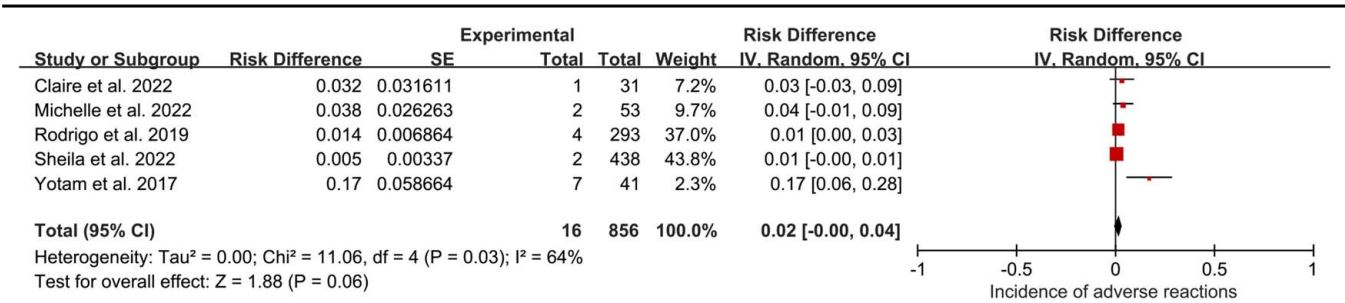 Experimental Risk Difference Risk Difference
Study or Subgroup Risk Difference SE Total Total Weight IV, Random, 95% CI IV, Random, 95% CI
Claire et al. 2022 0.032 0.031611 1 31 7.2% 0.03 [-0.03, 0.09]
Michelle et al. 2022 0.038 0.026263 2 53 9.7% 0.04 [-0.01, 0.09]
Rodrigo et al. 2019 0.014 0.006864 4 293 37.0% 0.01 [0.00, 0.03]
Sheila et al. 2022 0.005 0.00337 2 438 43.8% 0.01 [-0.00, 0.01]
Yotam et al. 2017 0.17 0.058664 7 41 2.3% 0.17 [0.06, 0.28]
Total (95% CI) 16 856 100.0% 0.02 [-0.00, 0.04]
Heterogeneity: Tau² = 0.00; Chi² = 11.06, df = 4 (P = 0.03); I² = 64%
Test for overall effect: Z = 1.88 (P = 0.06)
-1 -0.5 0 0.5 1
Incidence of adverse reactions